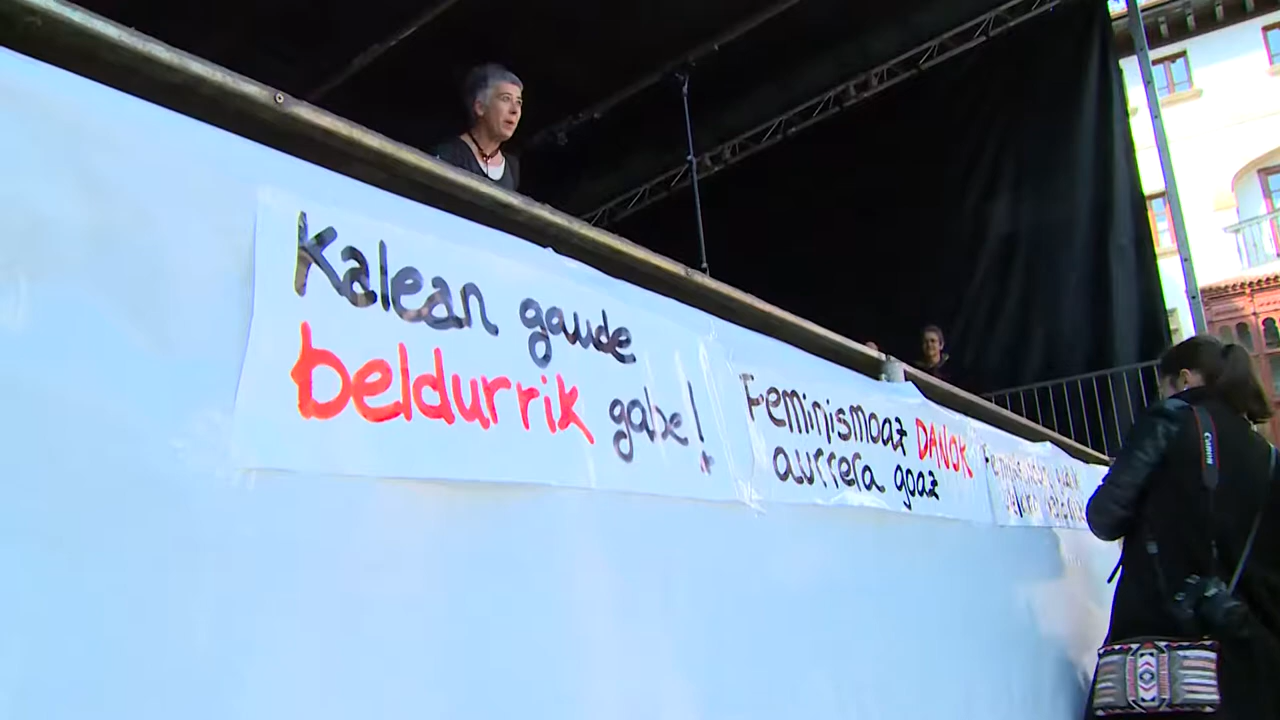 Kalean gaude
beldurrik gabe!
Feminismoaz DANOK
aurrera goaz
Canon